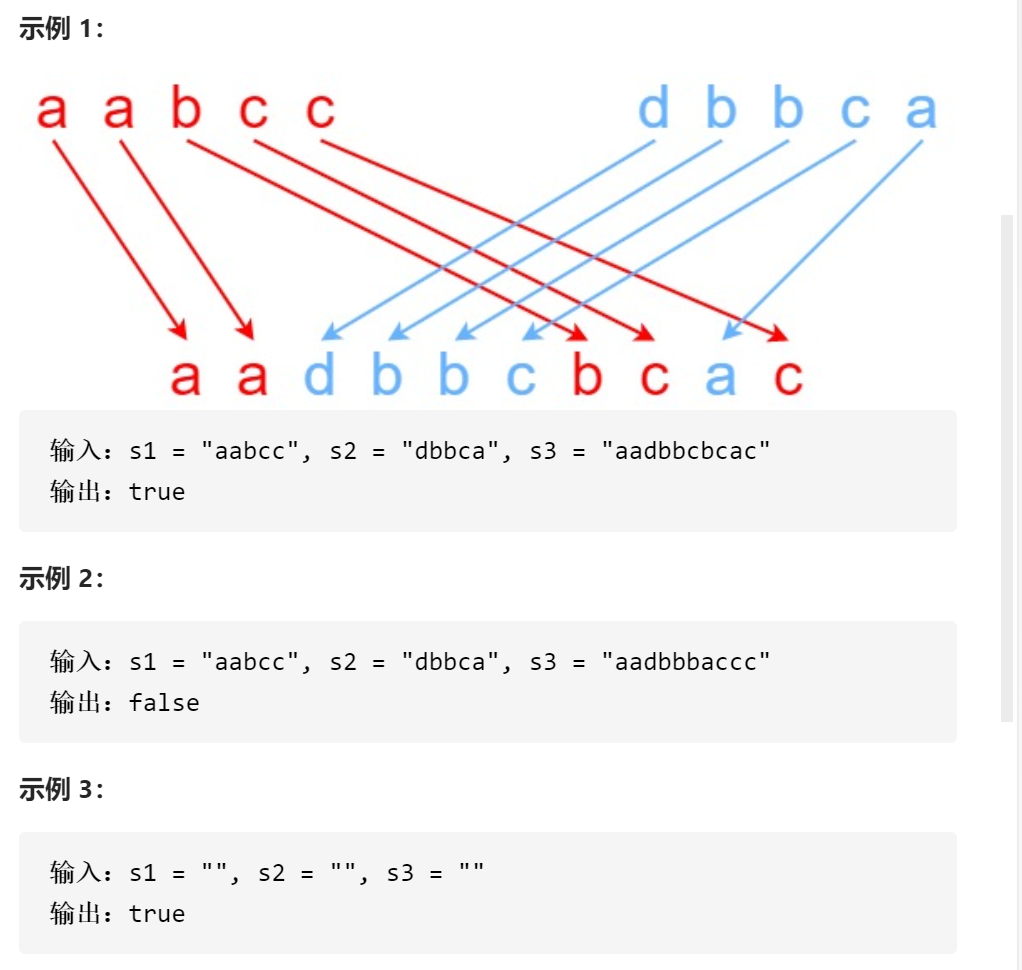 示例 1：
a a b c c d b b c a
a a d b b c b c a c
输入：s1 = "aabcc", s2 = "dbbca", s3 = "aadbbcbcac"
输出：true
示例 2：
输入：s1 = "aabcc", s2 = "dbbca", s3 = "aadbbbaccc"
输出：false
示例 3：
输入：s1 = "", s2 = "", s3 = ""
输出：true